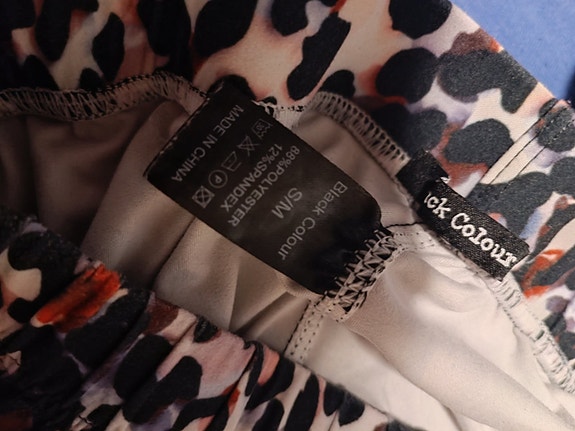 Black Colour
S/M
88%POLYESTER
12%SPANDEX
MADE IN CHINA
ck Colour